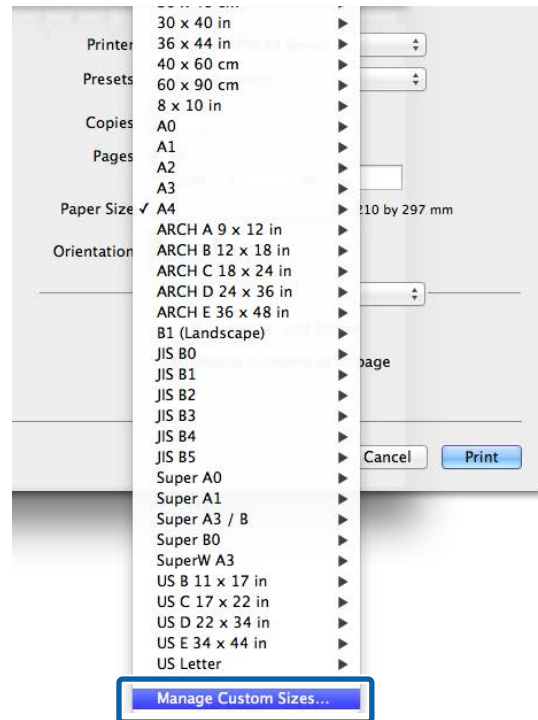 30 x 40 in
Printer 36 x 44 in
40 x 60 cm
Presets 60 x 90 cm
8 x 10 in
Copies A0
A1
Pages A2
A3
Paper Size ✓ A4 210 by 297 mm
ARCH A 9 x 12 in
Orientation ARCH B 12 x 18 in
ARCH C 18 x 24 in
ARCH D 24 x 36 in
ARCH E 36 x 48 in
B1 (Landscape)
JIS B0
JIS B1 page
JIS B2
JIS B3
JIS B4
JIS B5 Cancel Print
Super A0
Super A1
Super A3 / B
Super B0
SuperW A3
US B 11 x 17 in
US C 17 x 22 in
US D 22 x 34 in
US E 34 x 44 in
US Letter
Manage Custom Sizes...